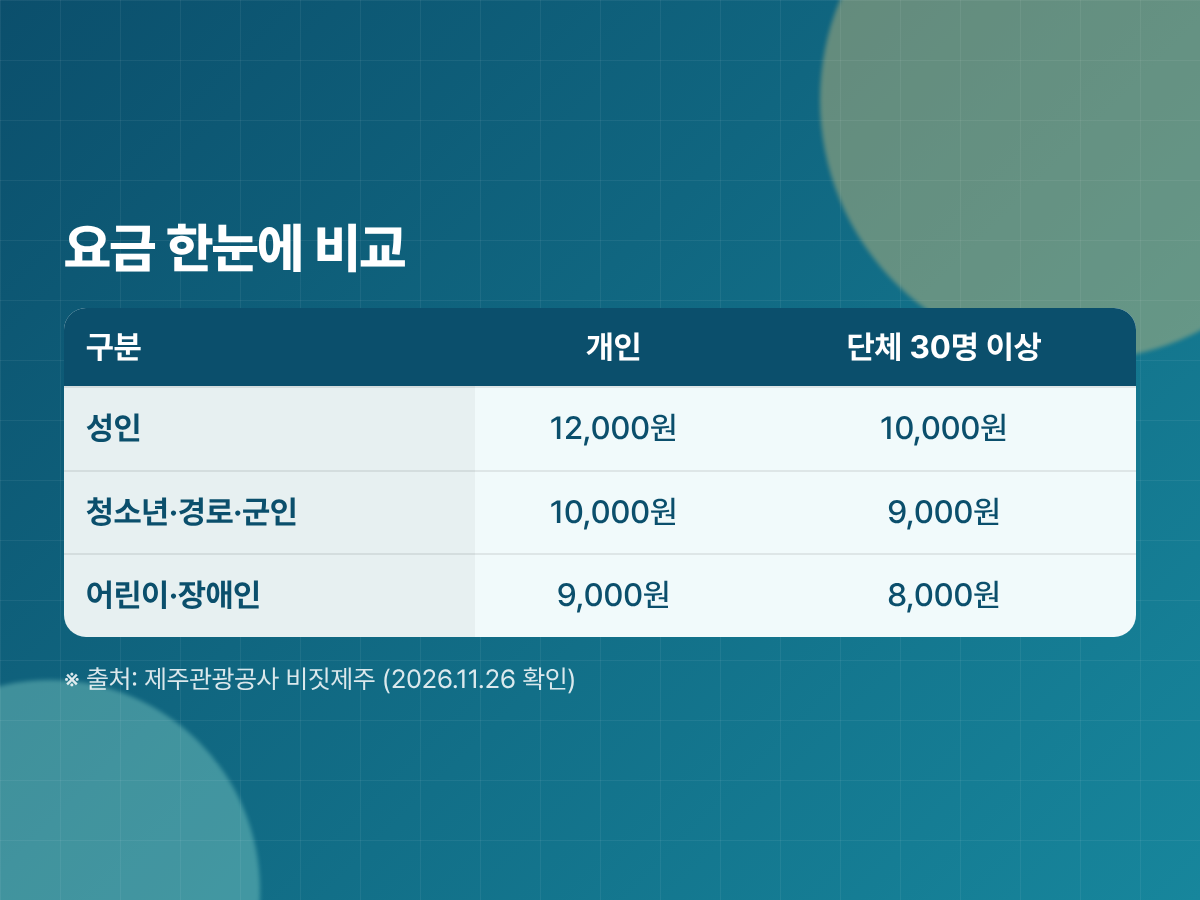 요금 한눈에 비교
구분 개인 단체 30명 이상
성인 12,000원 10,000원
청소년·경로·군인 10,000원 9,000원
어린이·장애인 9,000원 8,000원
※ 출처: 제주관광공사 비짓제주 (2026.11.26 확인)